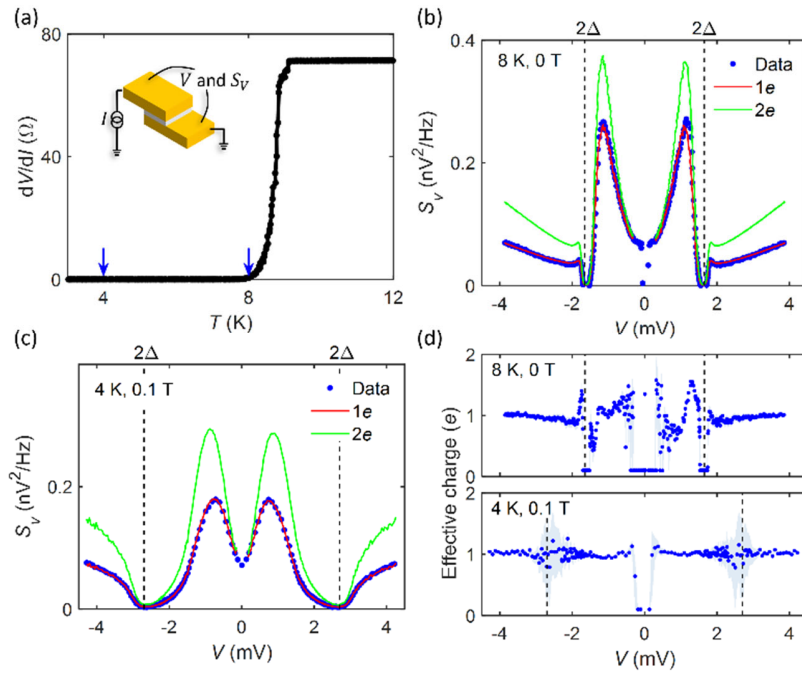 (a)
80
40
0
dV/dI (Ω)
V and S_V
I
4
8
12
T (K)
(b)
2Δ
2Δ
8 K, 0 T
Data
1e
2e
0.4
0.2
0
S_v (nV²/Hz)
-4
-2
0
2
4
V (mV)
(c)
2Δ
2Δ
4 K, 0.1 T
Data
1e
2e
0.2
0
S_v (nV²/Hz)
-4
-2
0
2
4
V (mV)
(d)
8 K, 0 T
2
1
0
4 K, 0.1 T
2
1
0
Effective charge (e)
-4
-2
0
2
4
V (mV)